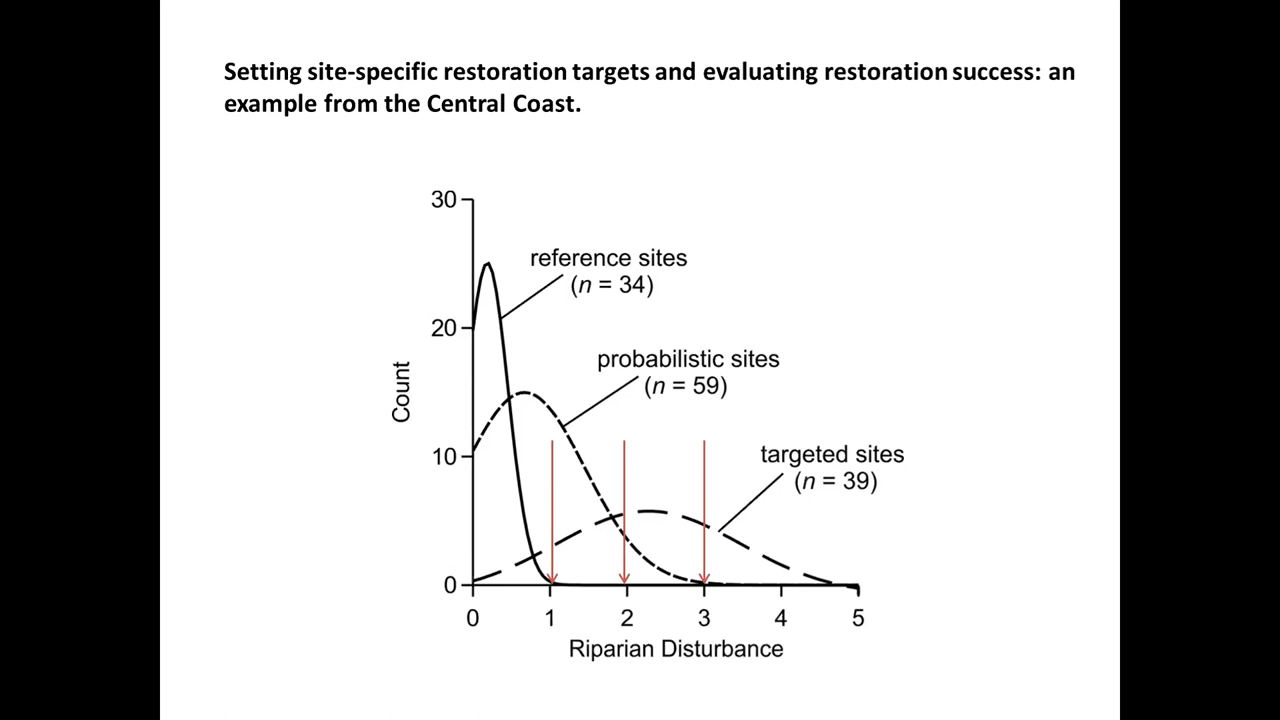 Setting site-specific restoration targets and evaluating restoration success: an
example from the Central Coast.
30
reference sites
(n = 34)
20
probabilistic sites
(n = 59)
Count
10
targeted sites
(n = 39)
0
0 1 2 3 4 5
Riparian Disturbance